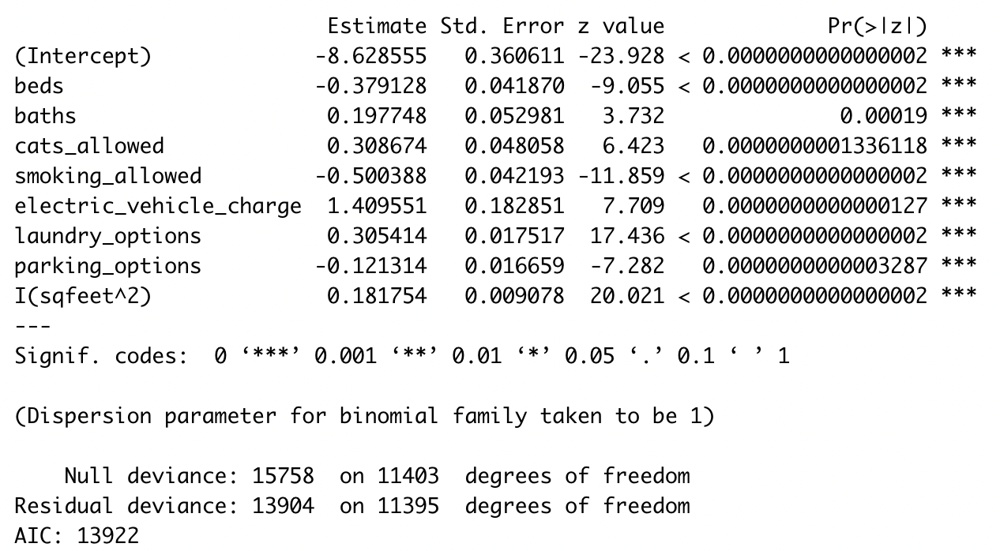 Estimate Std. Error z value Pr(>|z|)
(Intercept) -8.628555 0.360611 -23.928 < 0.0000000000000002 ***
beds -0.379128 0.041870 -9.055 < 0.0000000000000002 ***
baths 0.197748 0.052981 3.732 0.00019 ***
cats_allowed 0.308674 0.048058 6.423 0.0000000001336118 ***
smoking_allowed -0.500388 0.042193 -11.859 < 0.0000000000000002 ***
electric_vehicle_charge 1.409551 0.182851 7.709 0.0000000000000127 ***
laundry_options 0.305414 0.017517 17.436 < 0.0000000000000002 ***
parking_options -0.121314 0.016659 -7.282 0.0000000000003287 ***
I(sqfeet^2) 0.181754 0.009078 20.021 < 0.0000000000000002 ***
---
Signif. codes: 0 ‘***’ 0.001 ‘**’ 0.01 ‘*’ 0.05 ‘.’ 0.1 ‘ ’ 1
(Dispersion parameter for binomial family taken to be 1)
Null deviance: 15758 on 11403 degrees of freedom
Residual deviance: 13904 on 11395 degrees of freedom
AIC: 13922